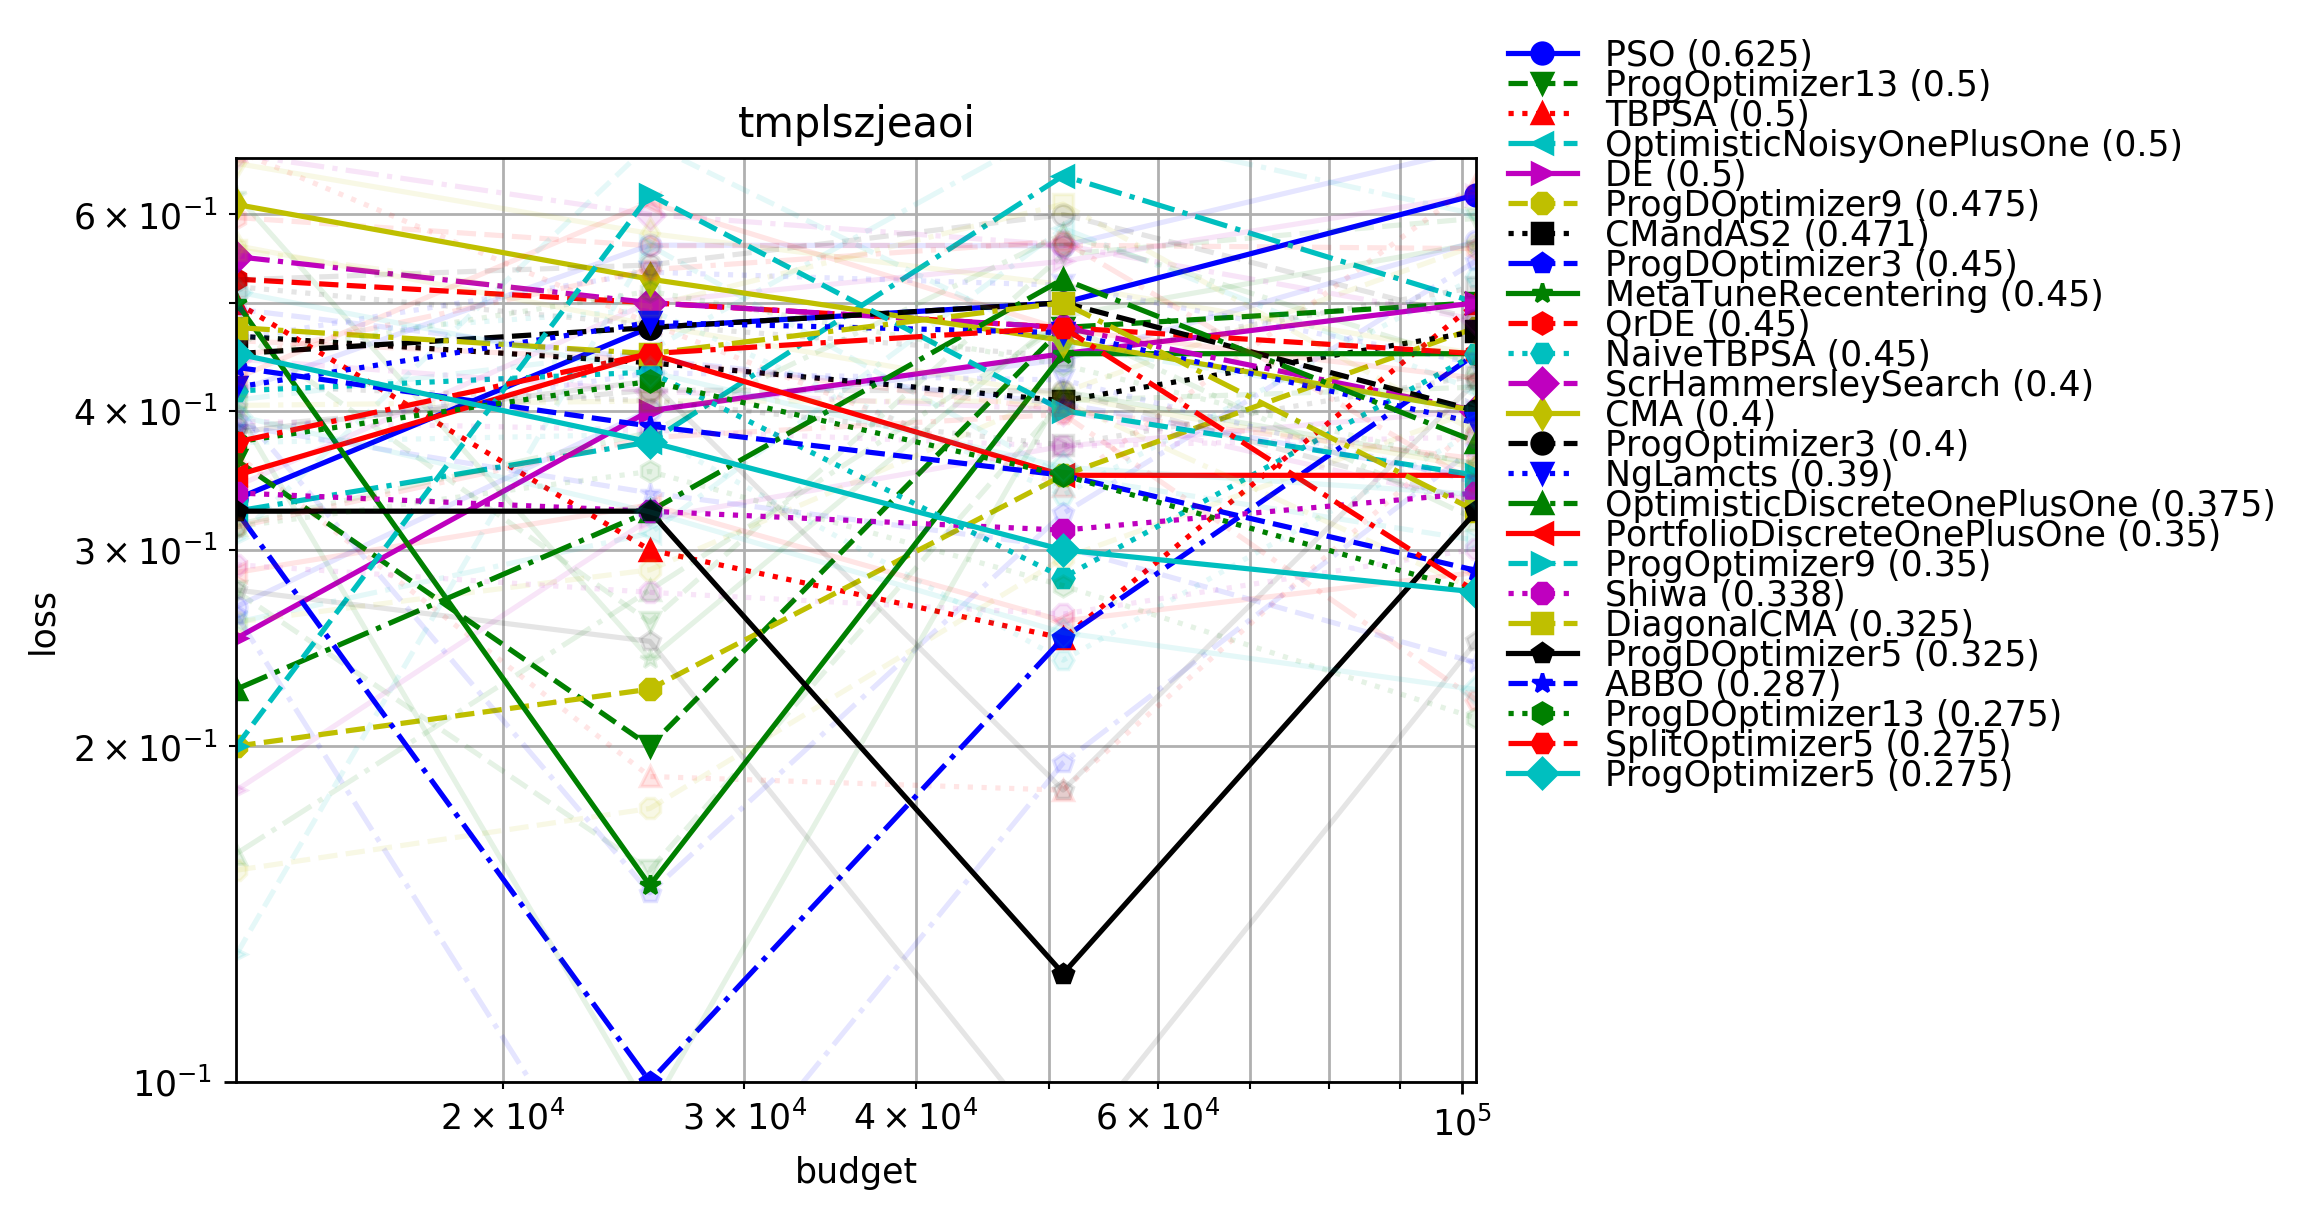 tmplszjeaoi
6 × 10⁻¹
4 × 10⁻¹
3 × 10⁻¹
2 × 10⁻¹
10⁻¹
loss
2 × 10⁴
3 × 10⁴
4 × 10⁴
6 × 10⁴
10⁵
budget
PSO (0.625)
ProgOptimizer13 (0.5)
TBPSA (0.5)
OptimisticNoisyOnePlusOne (0.5)
DE (0.5)
ProgDOptimizer9 (0.475)
CMandAS2 (0.471)
ProgDOptimizer3 (0.45)
MetaTuneRecentering (0.45)
QrDE (0.45)
NaiveTBPSA (0.45)
ScrHammersleySearch (0.4)
CMA (0.4)
ProgOptimizer3 (0.4)
NgLamcts (0.39)
OptimisticDiscreteOnePlusOne (0.375)
PortfolioDiscreteOnePlusOne (0.35)
ProgOptimizer9 (0.35)
Shiwa (0.338)
DiagonalCMA (0.325)
ProgDOptimizer5 (0.325)
ABBO (0.287)
ProgDOptimizer13 (0.275)
SplitOptimizer5 (0.275)
ProgOptimizer5 (0.275)